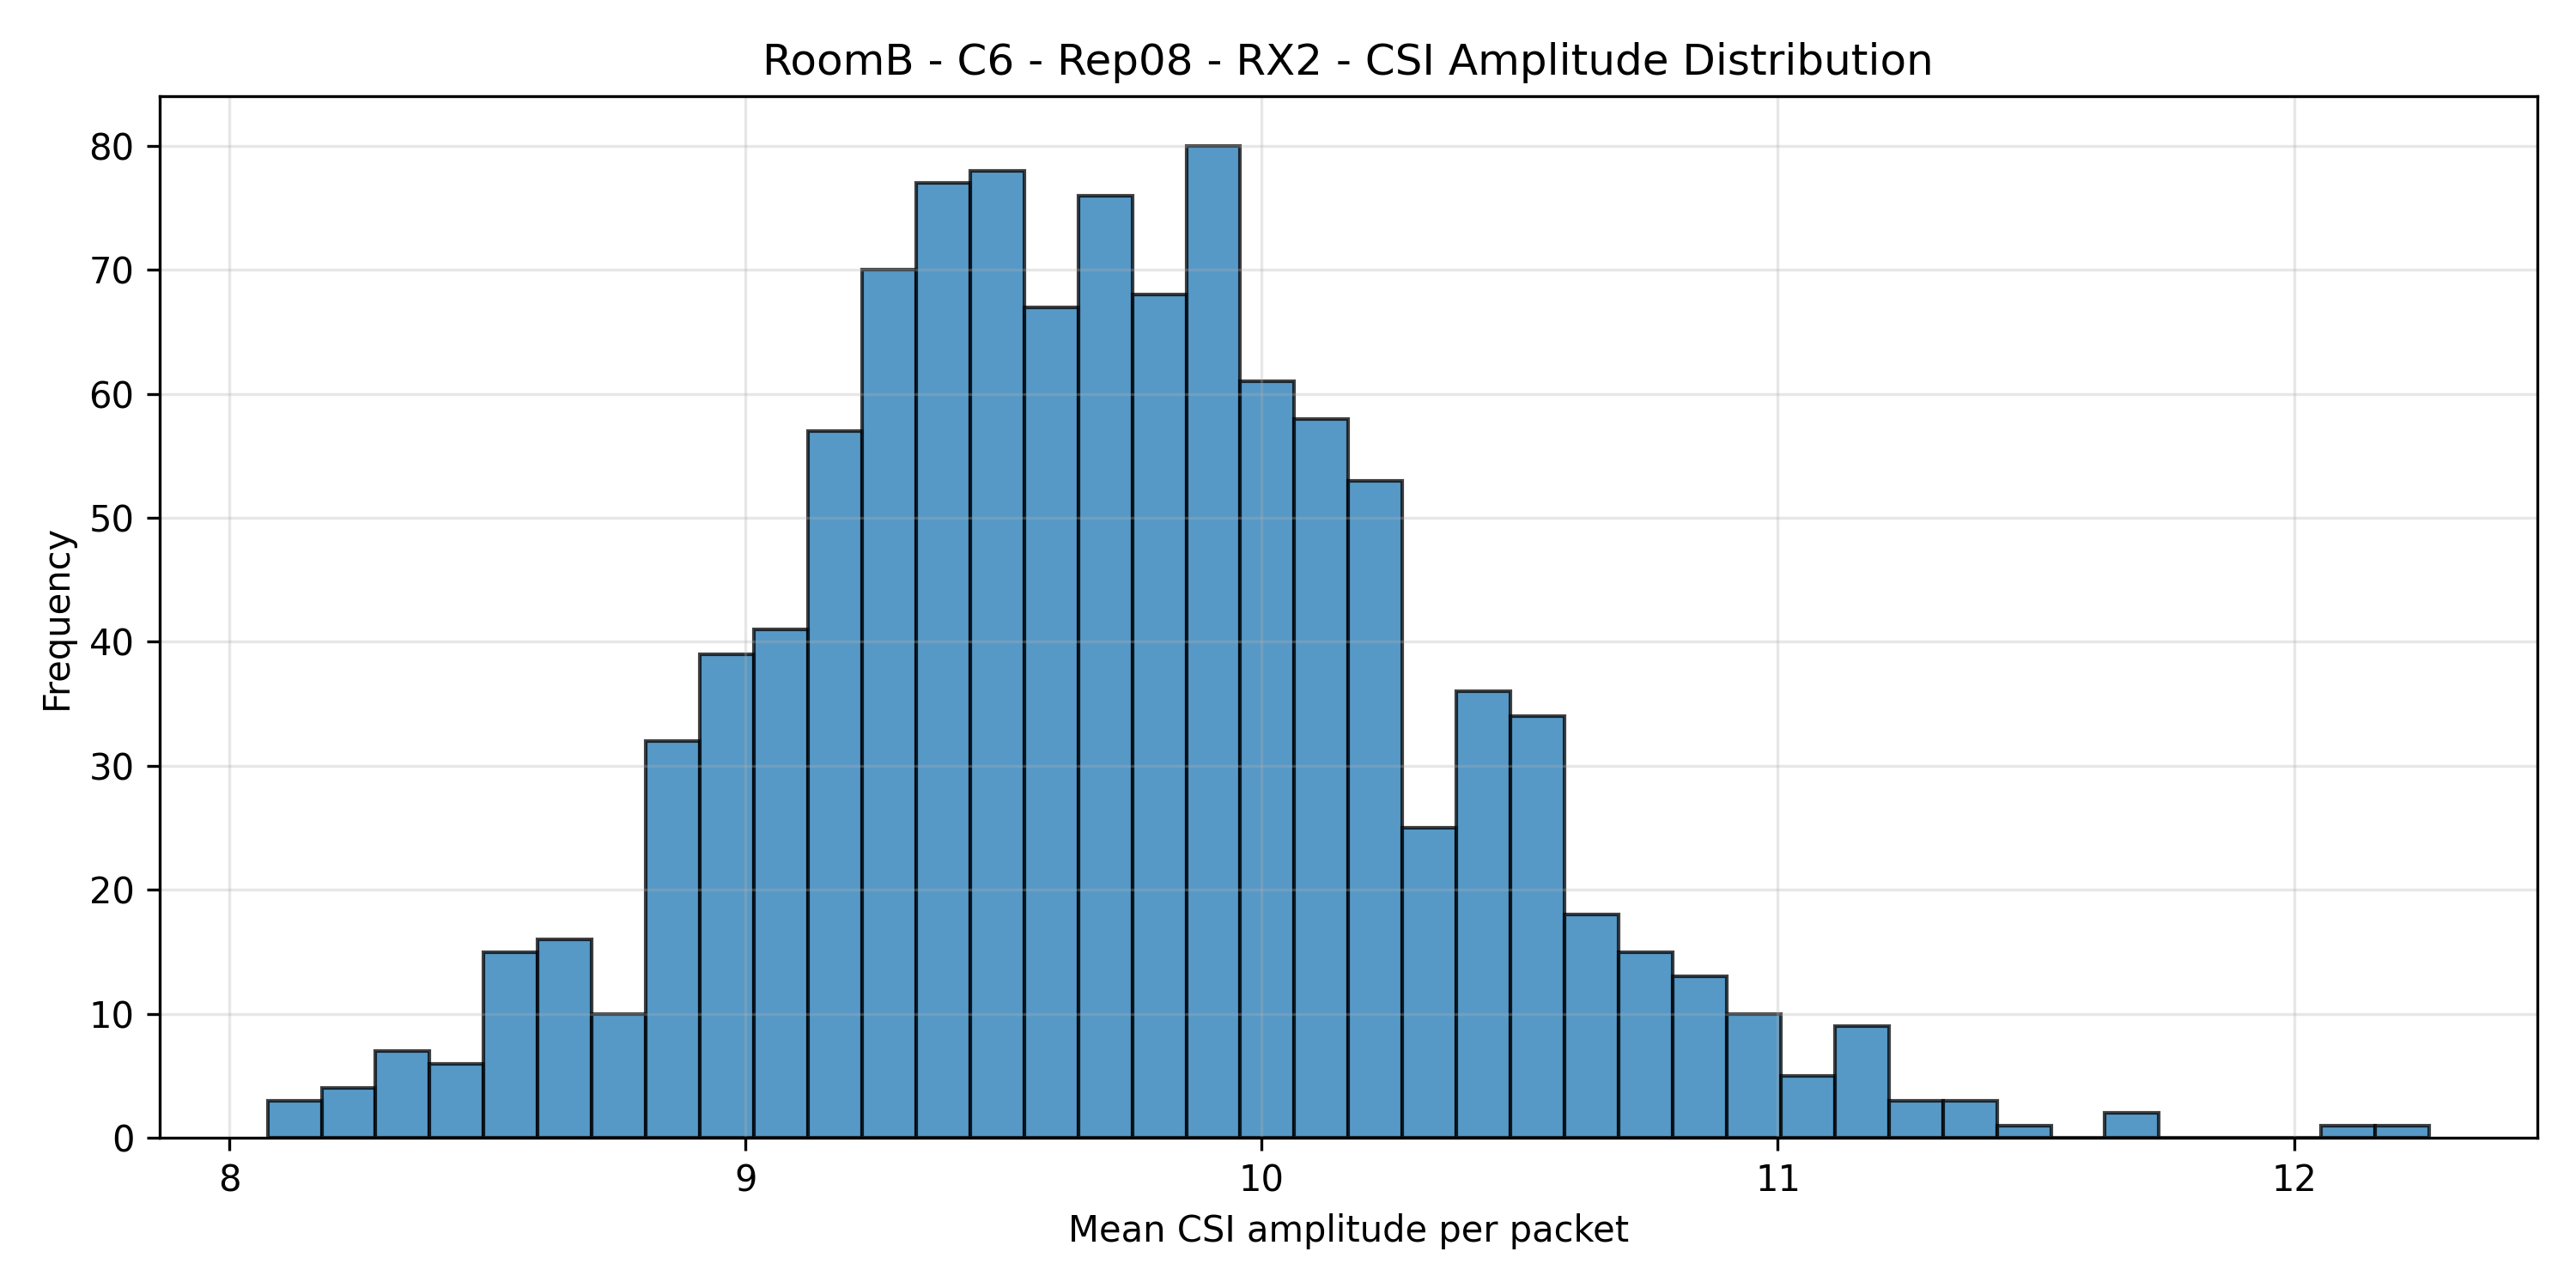 RoomB - C6 - Rep08 - RX2 - CSI Amplitude Distribution
80
70
60
50
40
30
20
10
0
Frequency
8 9 10 11 12
Mean CSI amplitude per packet